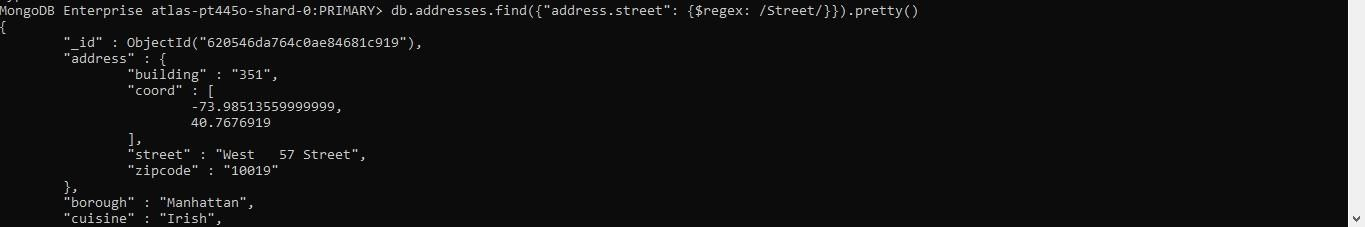 MongoDB Enterprise atlas-pt445o-shard-0:PRIMARY> db.addresses.find({"address.street": {$regex: /Street/}}).pretty()
{
        "_id" : ObjectId("620546da764c0ae84681c919"),
        "address" : {
                "building" : "351",
                "coord" : [
                        -73.98513559999999,
                        40.7676919
                ],
                "street" : "West   57 Street",
                "zipcode" : "10019"
        },
        "borough" : "Manhattan",
        "cuisine" : "Irish",